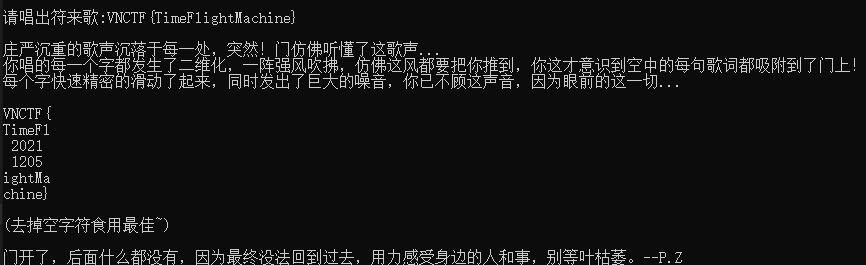 请唱出符来歌:VNCTF{TimeFlightMachine}
庄严沉重的歌声沉落于每一处，突然！门仿佛听懂了这歌声...
你唱的每一个字都发生了二维化，一阵强风吹拂，仿佛这风都要把你推到，你这才意识到空中的每句歌词都吸附到了门上！
每个字快速精密的滑动了起来，同时发出了巨大的噪音，你已不顾这声音，因为眼前的这一切...
VNCTF{
TimeFl
 2021
 1205
ightMa
chine}
(去掉空字符食用最佳~)
门开了，后面什么都没有，因为最终没法回到过去，用力感受身边的人和事，别等叶枯萎。--P.Z